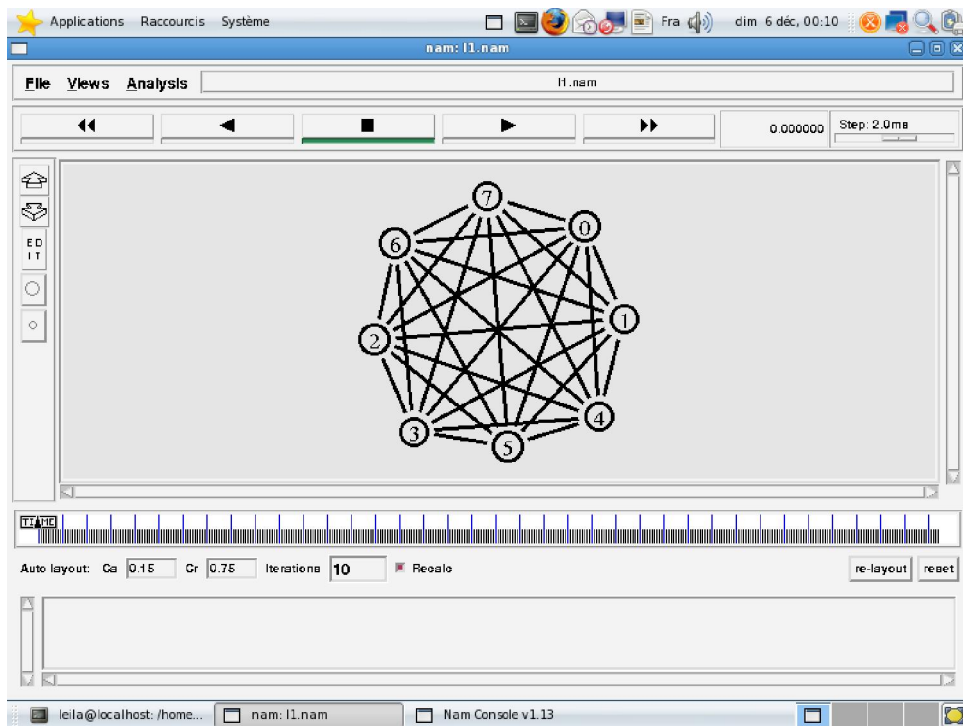 Applications Raccourcis Système Fra dim 6 déc, 00:10
nam: l1.nam
File Views Analysis l1.nam
0.000000 Step: 2.0ms
ED
IT
7
0
6
1
2
4
3
5
TIME
Auto layout: Ca 0.15 Cr 0.75 Iterations 10 Recalc re-layout reset
leila@localhost: /home... nam: l1.nam Nam Console v1.13